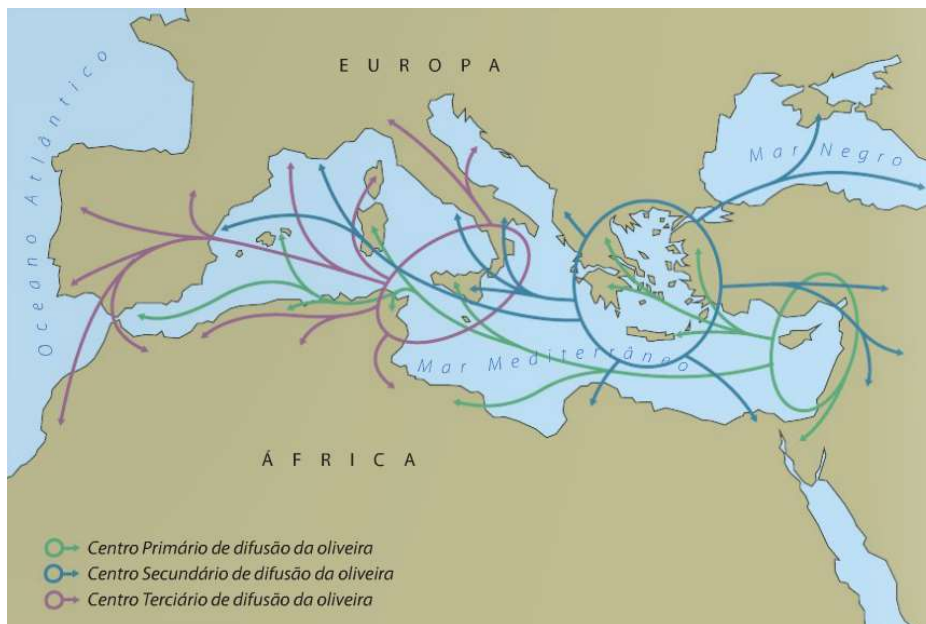 EUROPA
Oceano Atlântico
Mar Negro
Mar Mediterrâneo
ÁFRICA
Centro Primário de difusão da oliveira
Centro Secundário de difusão da oliveira
Centro Terciário de difusão da oliveira